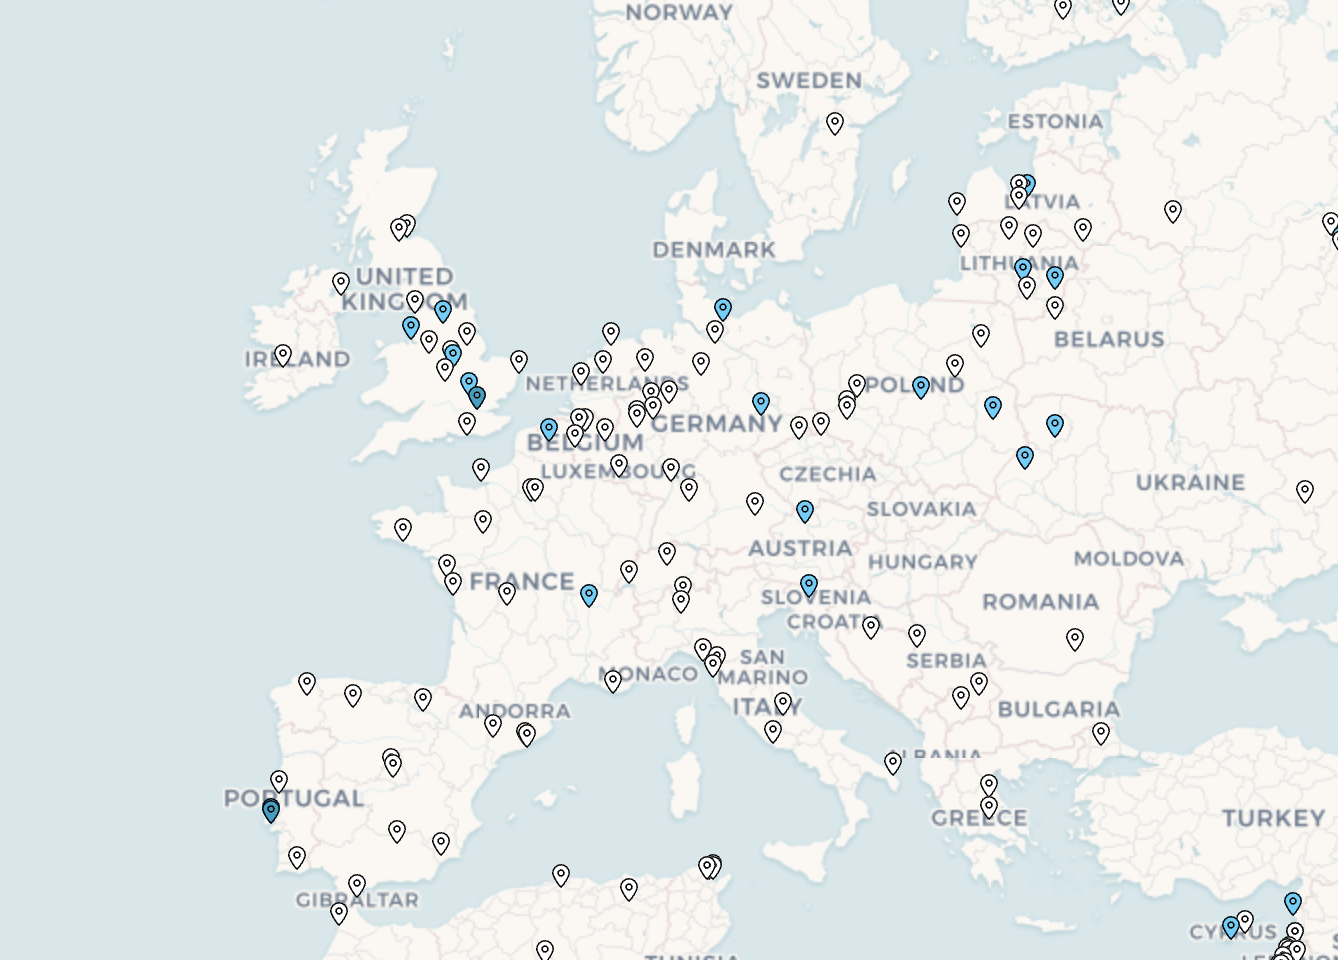 NORWAY
SWEDEN
ESTONIA
LATVIA
DENMARK
LITHUANIA
UNITED
KINGDOM
BELARUS
IRELAND
NETHERLANDS
POLAND
GERMANY
BELGIUM
LUXEMBOURG
CZECHIA
UKRAINE
SLOVAKIA
AUSTRIA
HUNGARY
MOLDOVA
FRANCE
SLOVENIA
ROMANIA
CROATIA
SAN
MARINO
SERBIA
MONACO
ITALY
ANDORRA
BULGARIA
ALBANIA
PORTUGAL
GREECE
TURKEY
GIBRALTAR
CYPRUS
TUNISIA